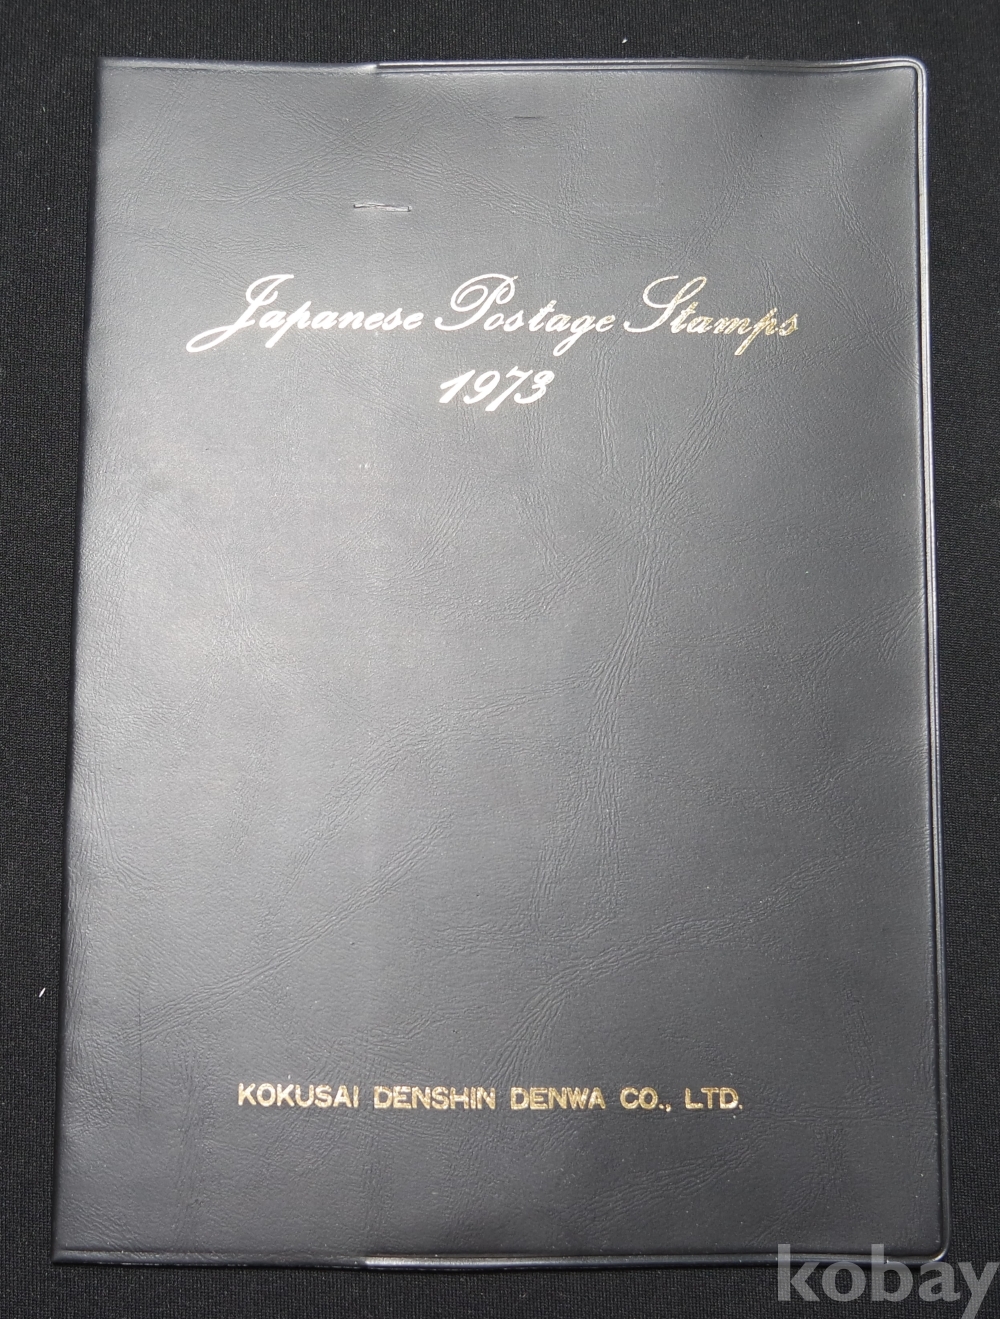 Japanese Postage Stamps
1973
KOKUSAI DENSHIN DENWA CO., LTD.
kobay